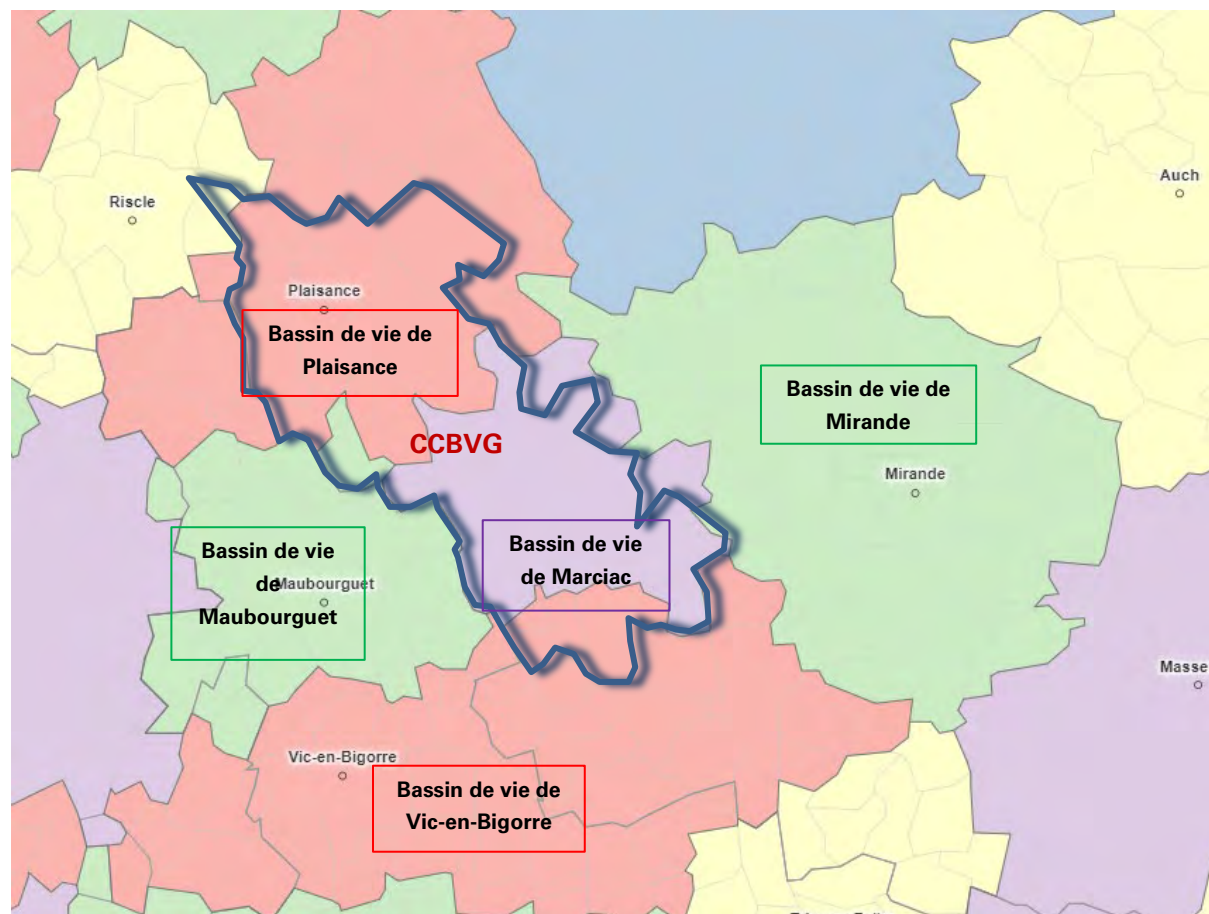 Auch
Riscle
Plaisance
Bassin de vie de
Plaisance
Bassin de vie de
Mirande
CCBVG
Mirande
Bassin de vie
de Marciac
Bassin de vie
de
Maubourguet
Maubourguet
Masse
Vic-en-Bigorre
Bassin de vie de
Vic-en-Bigorre